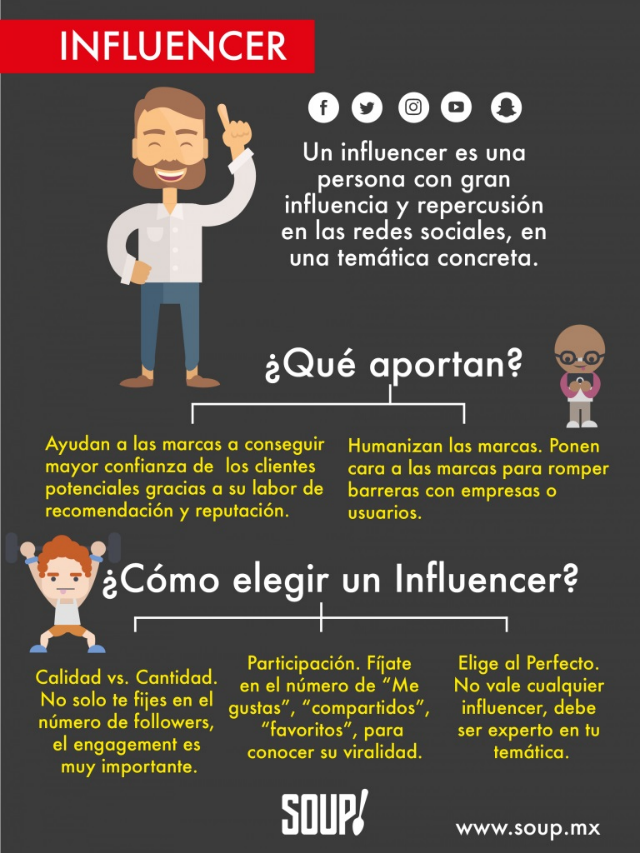 INFLUENCER
Un influencer es una
persona con gran
influencia y repercusión
en las redes sociales, en
una temática concreta.
¿Qué aportan?
Ayudan a las marcas a conseguir
mayor confianza de los clientes
potenciales gracias a su labor de
recomendación y reputación.
Humanizan las marcas. Ponen
cara a las marcas para romper
barreras con empresas o
usuarios.
¿Cómo elegir un Influencer?
Calidad vs. Cantidad.
No solo te fijes en el
número de followers,
el engagement es
muy importante.
Participación. Fíjate
en el número de “Me
gustas”, “compartidos”,
“favoritos”, para
conocer su viralidad.
Elige al Perfecto.
No vale cualquier
influencer, debe
ser experto en tu
temática.
SOUP!
www.soup.mx